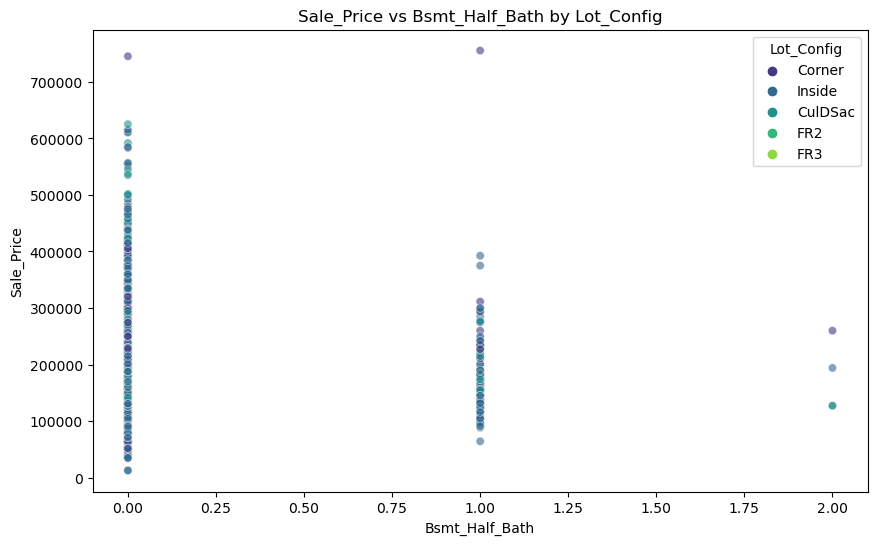 Sale_Price vs Bsmt_Half_Bath by Lot_Config
Lot_Config
Corner
Inside
CulDSac
FR2
FR3
Sale_Price
700000
600000
500000
400000
300000
200000
100000
0
0.00 0.25 0.50 0.75 1.00 1.25 1.50 1.75 2.00
Bsmt_Half_Bath